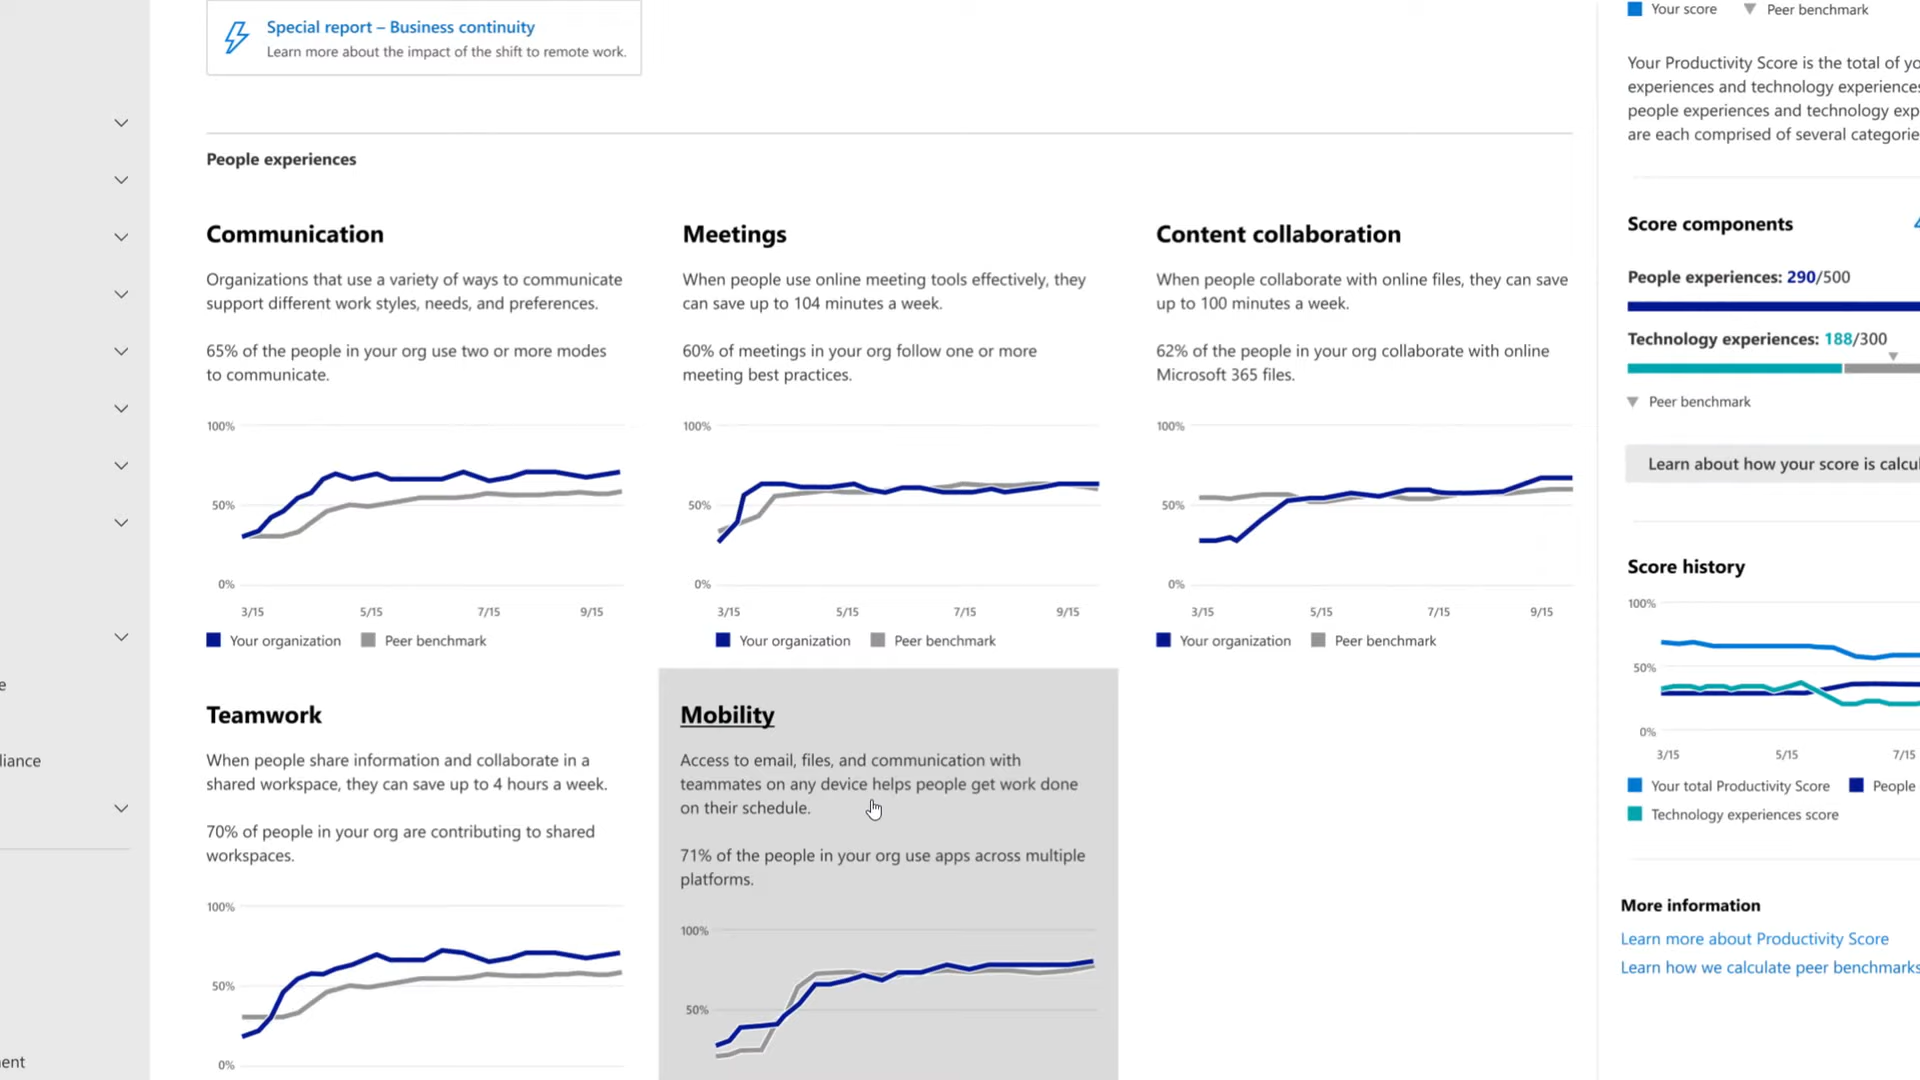 Special report – Business continuity
Learn more about the impact of the shift to remote work.
People experiences
Communication
Organizations that use a variety of ways to communicate
support different work styles, needs, and preferences.
65% of the people in your org use two or more modes
to communicate.
100%
50%
0%
3/15 5/15 7/15 9/15
Your organization Peer benchmark
Meetings
When people use online meeting tools effectively, they
can save up to 104 minutes a week.
60% of meetings in your org follow one or more
meeting best practices.
100%
50%
0%
3/15 5/15 7/15 9/15
Your organization Peer benchmark
Content collaboration
When people collaborate with online files, they can save
up to 100 minutes a week.
62% of the people in your org collaborate with online
Microsoft 365 files.
100%
50%
0%
3/15 5/15 7/15 9/15
Your organization Peer benchmark
Teamwork
When people share information and collaborate in a
shared workspace, they can save up to 4 hours a week.
70% of people in your org are contributing to shared
workspaces.
100%
50%
0%
Mobility
Access to email, files, and communication with
teammates on any device helps people get work done
on their schedule.
71% of the people in your org use apps across multiple
platforms.
100%
50%
Your score Peer benchmark
Your Productivity Score is the total of yo
experiences and technology experiences
people experiences and technology exp
are each comprised of several categorie
Score components
People experiences: 290/500
Technology experiences: 188/300
Peer benchmark
Learn about how your score is calcul
Score history
100%
50%
0%
3/15 5/15 7/15
Your total Productivity Score People
Technology experiences score
More information
Learn more about Productivity Score
Learn how we calculate peer benchmarks
e
liance
ent